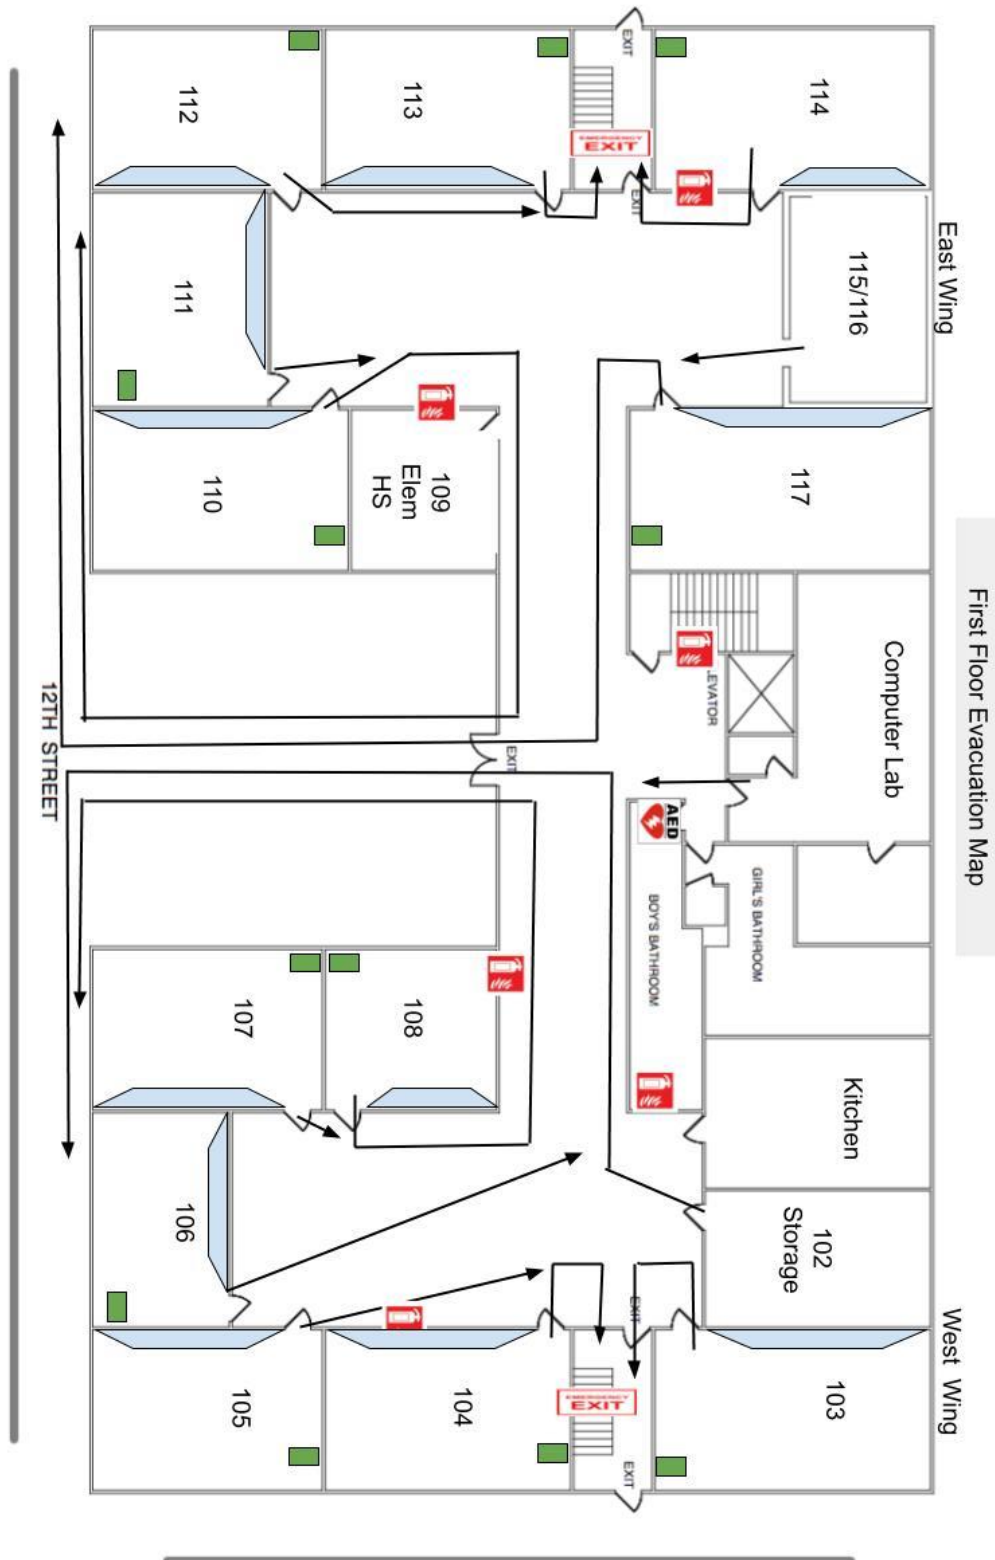 First Floor Evacuation Map
East Wing
West Wing
114
EXIT
113
112
EMERGENCY
EXIT
EXIT
115/116
111
117
109
Elem
HS
110
Computer Lab
.EVATOR
EXIT
12TH STREET
AED
GIRL'S BATHROOM
BOY'S BATHROOM
108
107
Kitchen
102
Storage
106
EXIT
103
EMERGENCY
EXIT
104
105
EXIT